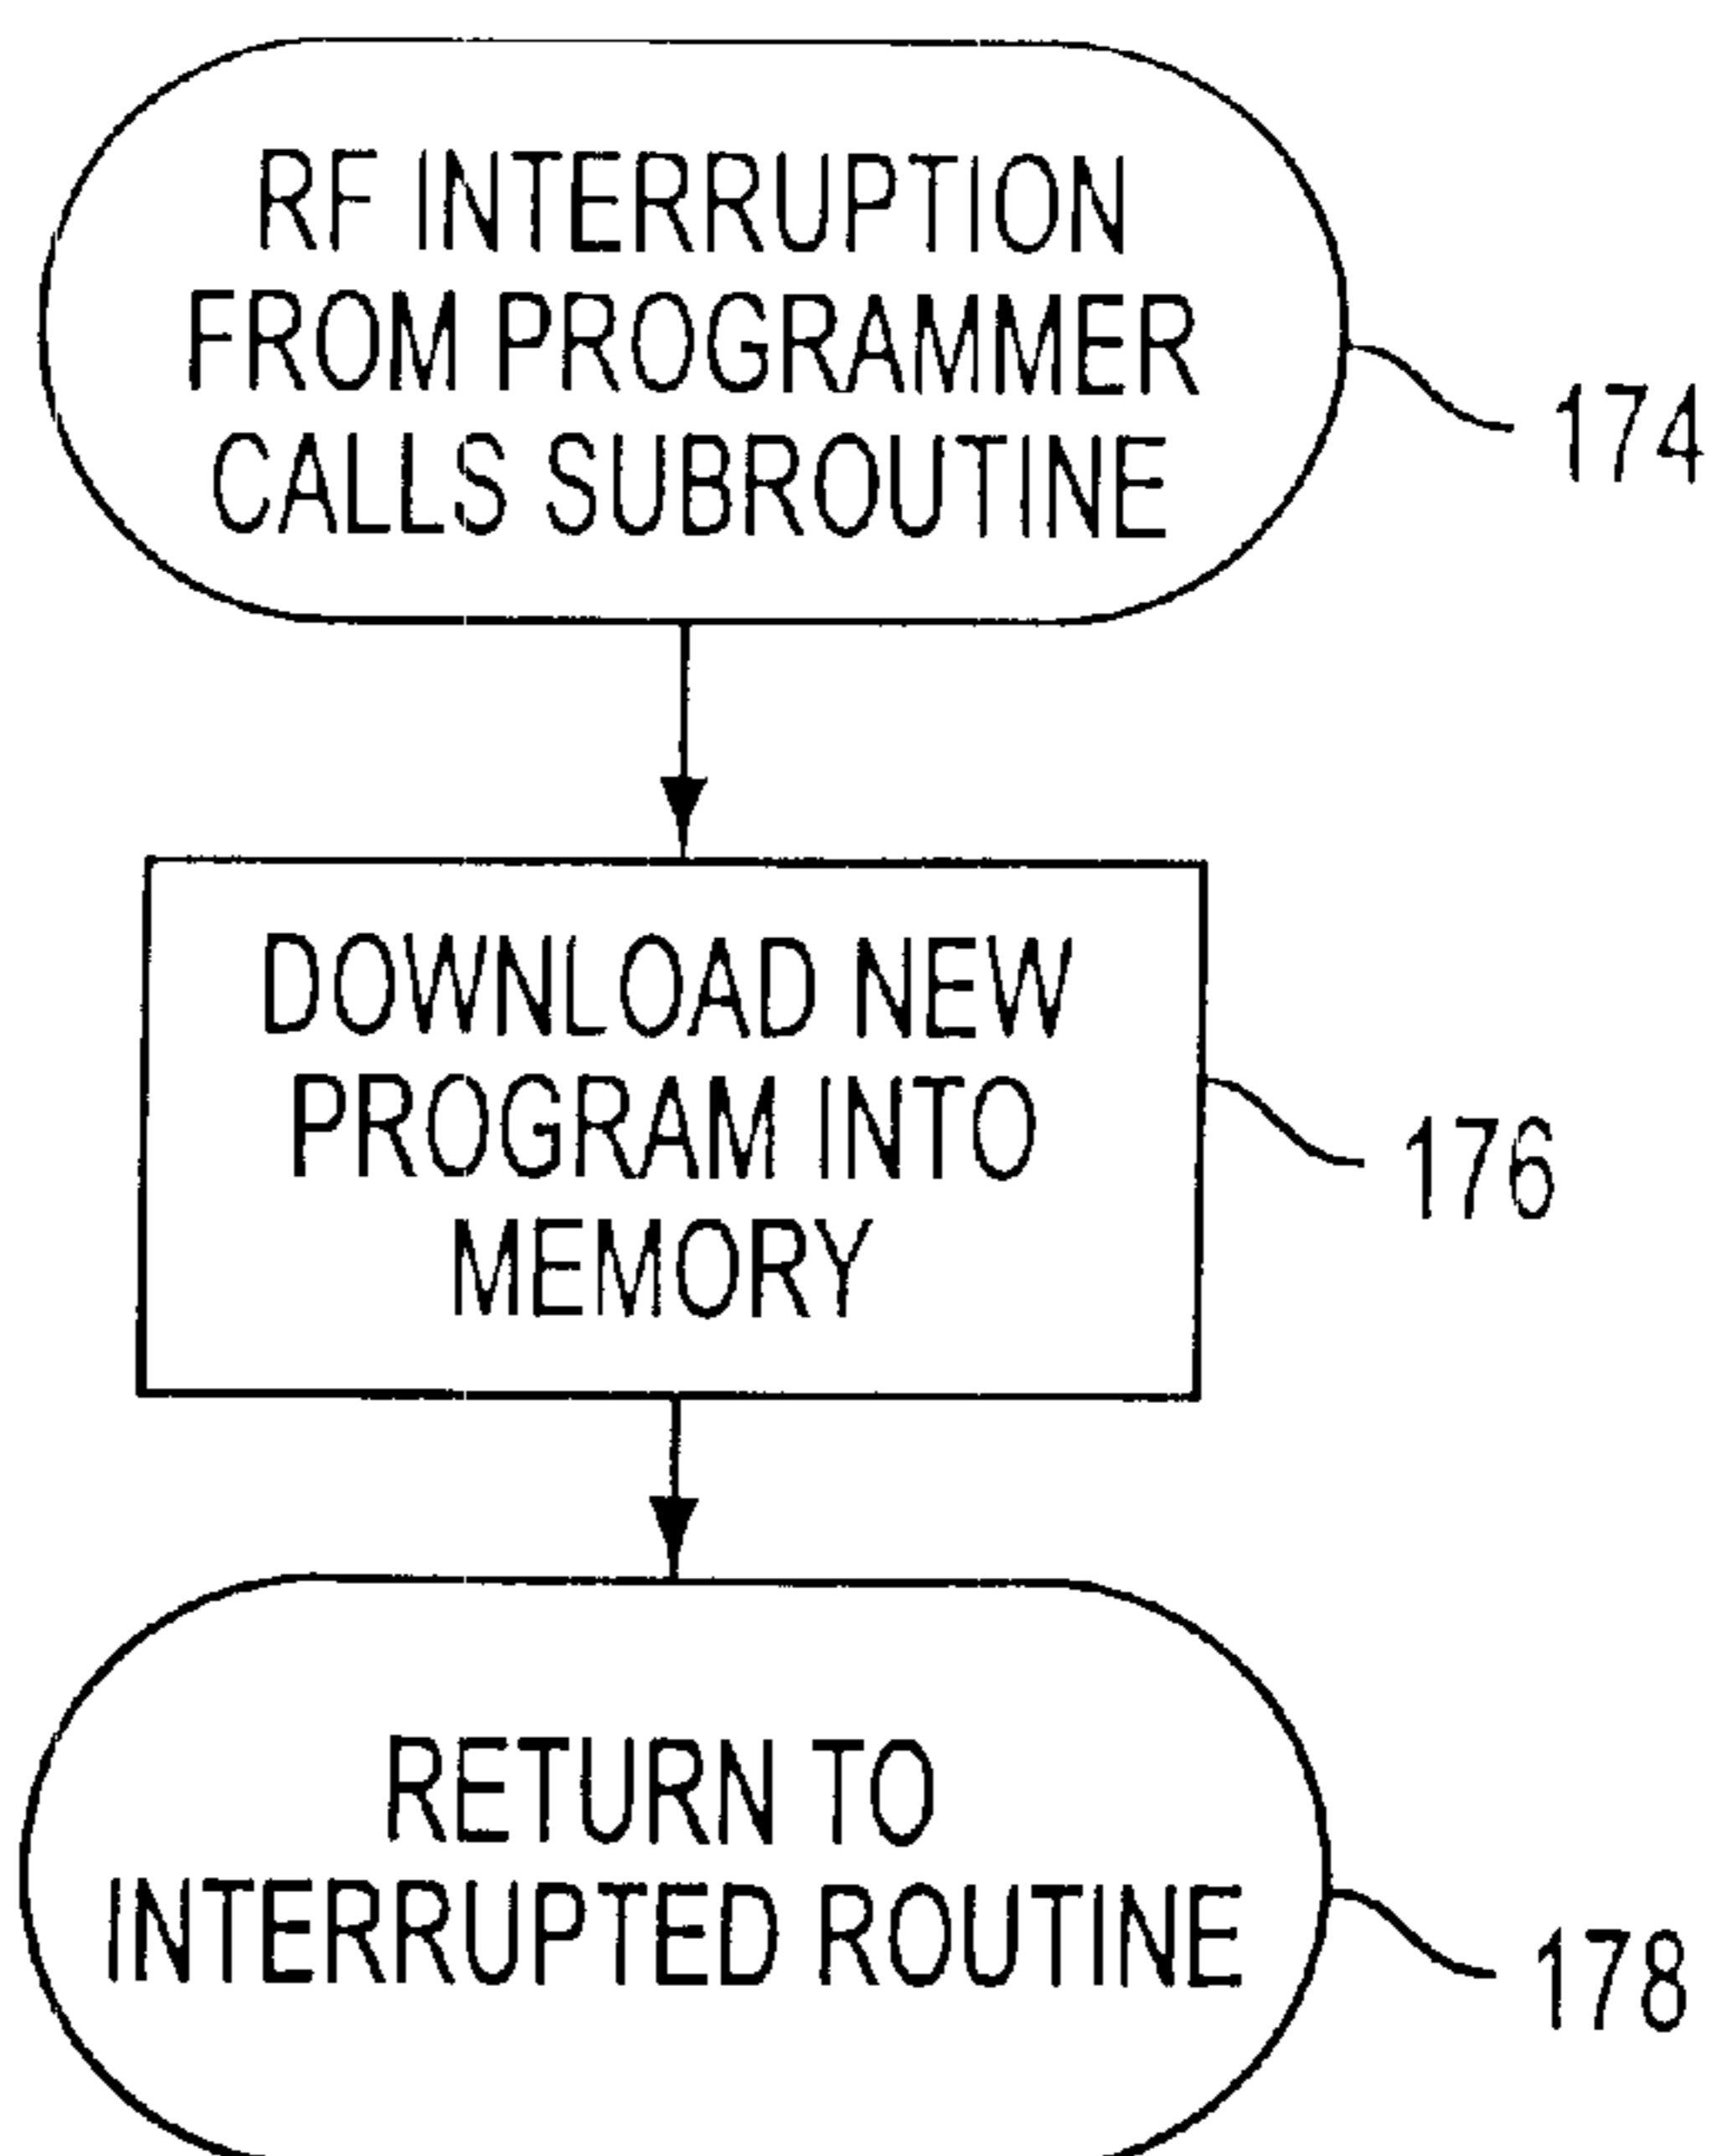 RF INTERRUPTION
FROM PROGRAMMER
CALLS SUBROUTINE
174
DOWNLOAD NEW
PROGRAM INTO
MEMORY
176
RETURN TO
INTERRUPTED ROUTINE
178